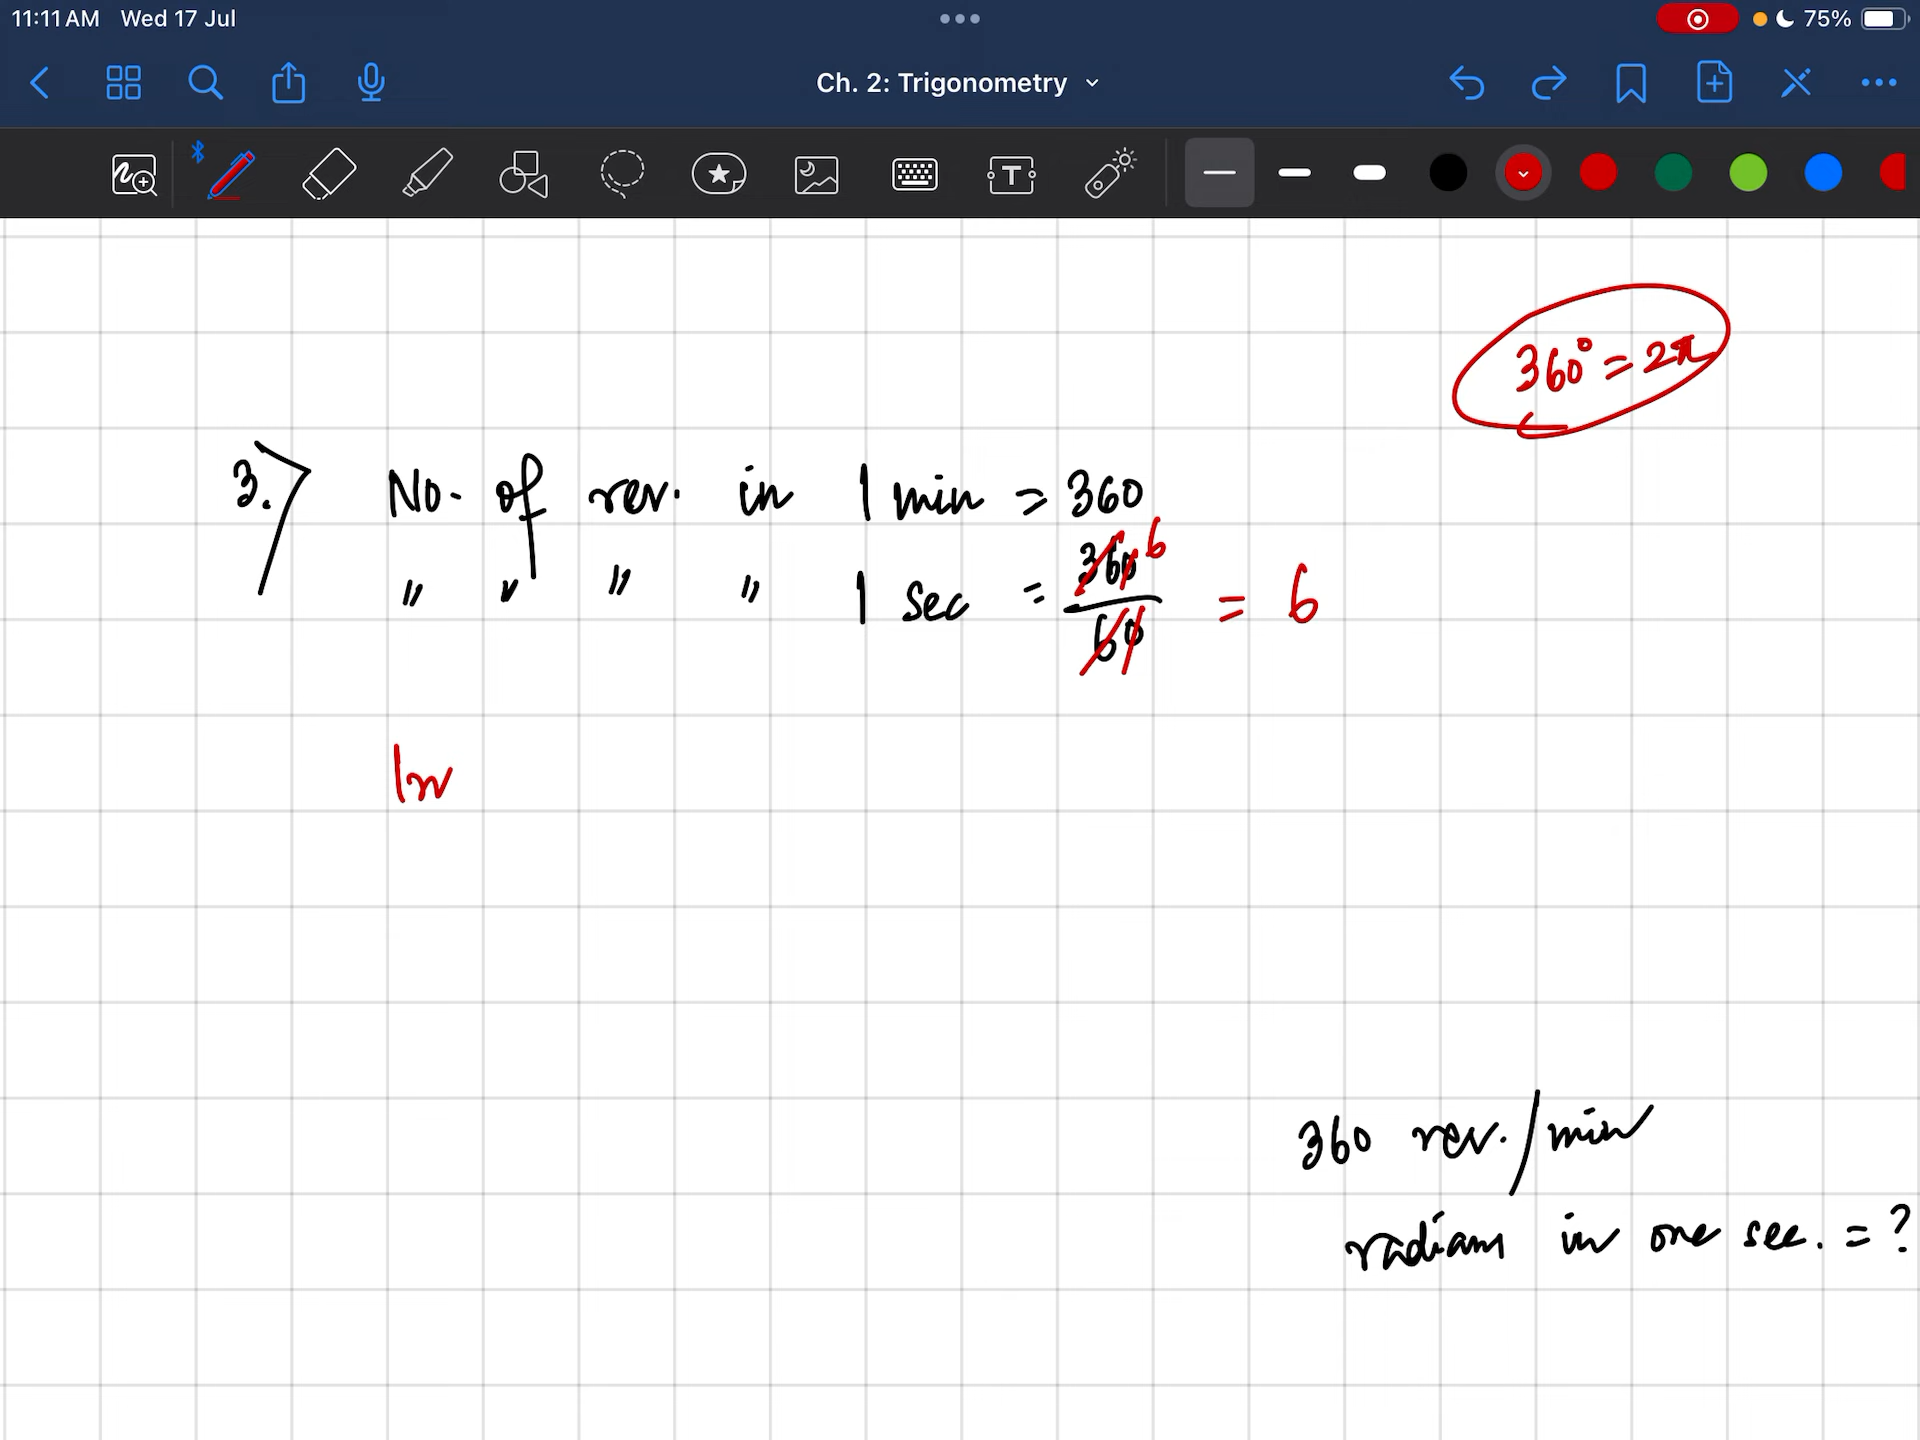 11:11 AM Wed 17 Jul
75%
Ch. 2: Trigonometry
360° = 2π
3. No. of rev. in 1 min = 360
" " " " 1 sec = 360/60 6 = 6
360 rev./min
radians in one sec. = ?